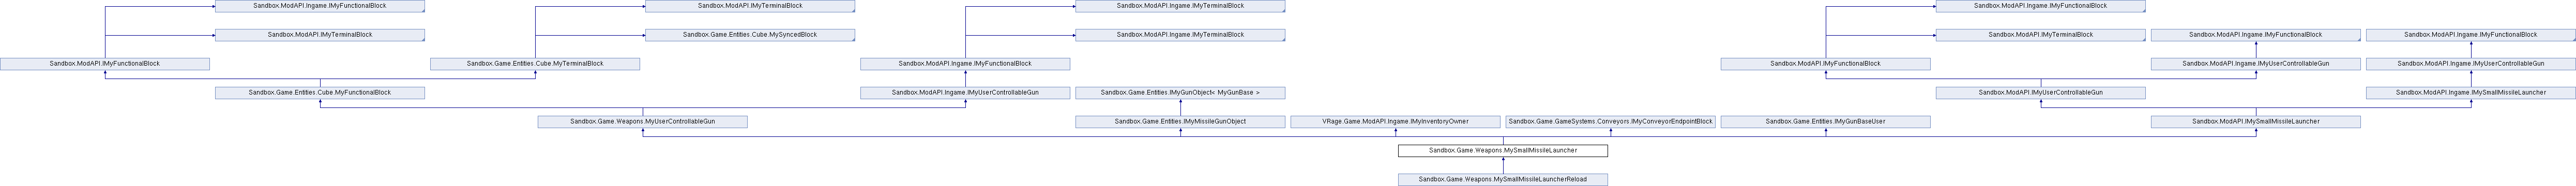 Sandbox.ModAPI.Ingame.IMyFunctionalBlock
Sandbox.ModAPI.IMyTerminalBlock
Sandbox.ModAPI.Ingame.IMyTerminalBlock
Sandbox.ModAPI.Ingame.IMyFunctionalBlock
Sandbox.ModAPI.IMyTerminalBlock
Sandbox.Game.Entities.Cube.MySyncedBlock
Sandbox.ModAPI.Ingame.IMyTerminalBlock
Sandbox.ModAPI.IMyTerminalBlock
Sandbox.ModAPI.Ingame.IMyFunctionalBlock
Sandbox.ModAPI.Ingame.IMyFunctionalBlock
Sandbox.ModAPI.IMyFunctionalBlock
Sandbox.Game.Entities.Cube.MyTerminalBlock
Sandbox.ModAPI.Ingame.IMyFunctionalBlock
Sandbox.ModAPI.IMyFunctionalBlock
Sandbox.ModAPI.Ingame.IMyUserControllableGun
Sandbox.ModAPI.Ingame.IMyUserControllableGun
Sandbox.Game.Entities.Cube.MyFunctionalBlock
Sandbox.ModAPI.Ingame.IMyUserControllableGun
Sandbox.Game.Entities.IMyGunObject< MyGunBase >
Sandbox.ModAPI.IMyUserControllableGun
Sandbox.ModAPI.Ingame.IMySmallMissileLauncher
Sandbox.Game.Weapons.MyUserControllableGun
Sandbox.Game.Entities.IMyMissileGunObject
VRage.Game.ModAPI.Ingame.IMyInventoryOwner
Sandbox.Game.GameSystems.Conveyors.IMyConveyorEndpointBlock
Sandbox.Game.Entities.IMyGunBaseUser
Sandbox.ModAPI.IMySmallMissileLauncher
Sandbox.Game.Weapons.MySmallMissileLauncher
Sandbox.Game.Weapons.MySmallMissileLauncherReload